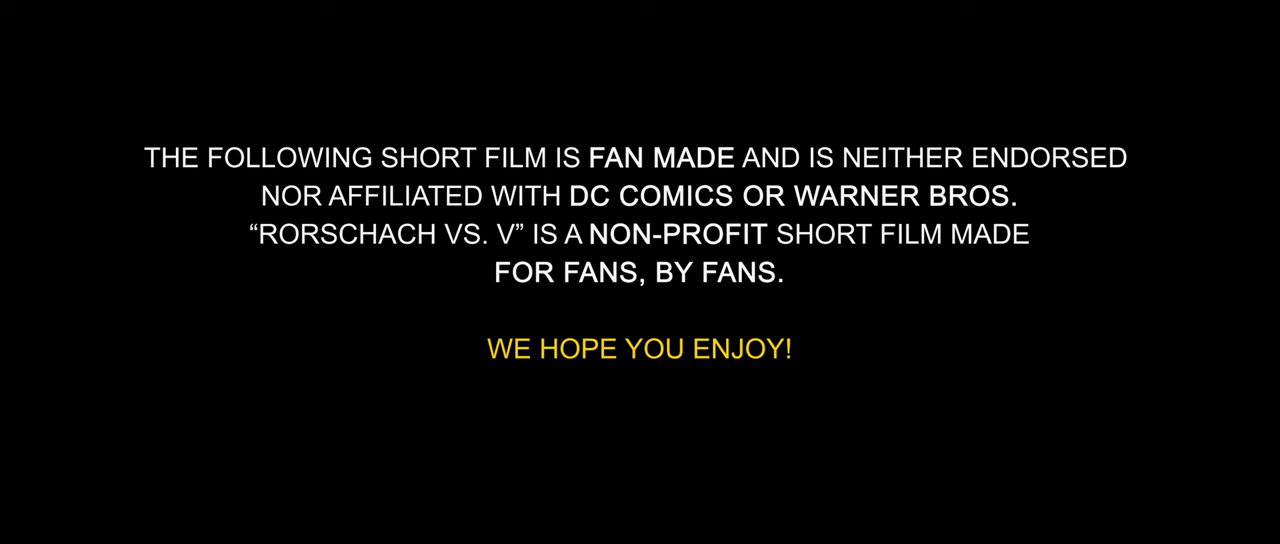 THE FOLLOWING SHORT FILM IS FAN MADE AND IS NEITHER ENDORSED
NOR AFFILIATED WITH DC COMICS OR WARNER BROS.
“RORSCHACH VS. V” IS A NON-PROFIT SHORT FILM MADE
FOR FANS, BY FANS.
WE HOPE YOU ENJOY!